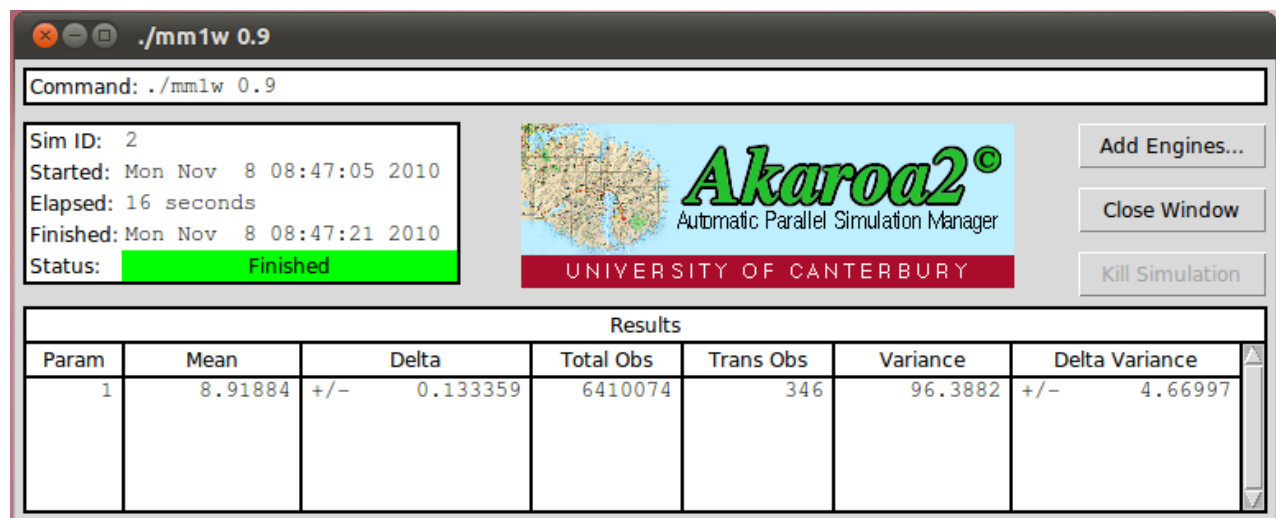 ./mm1w 0.9
Command: ./mm1w 0.9
Sim ID: 2
Started: Mon Nov 8 08:47:05 2010
Elapsed: 16 seconds
Finished: Mon Nov 8 08:47:21 2010
Status: Finished
Akaroa2©
Automatic Parallel Simulation Manager
UNIVERSITY OF CANTERBURY
Add Engines...
Close Window
Kill Simulation
Results
Param Mean Delta Total Obs Trans Obs Variance Delta Variance
1 8.91884 +/- 0.133359 6410074 346 96.3882 +/- 4.66997